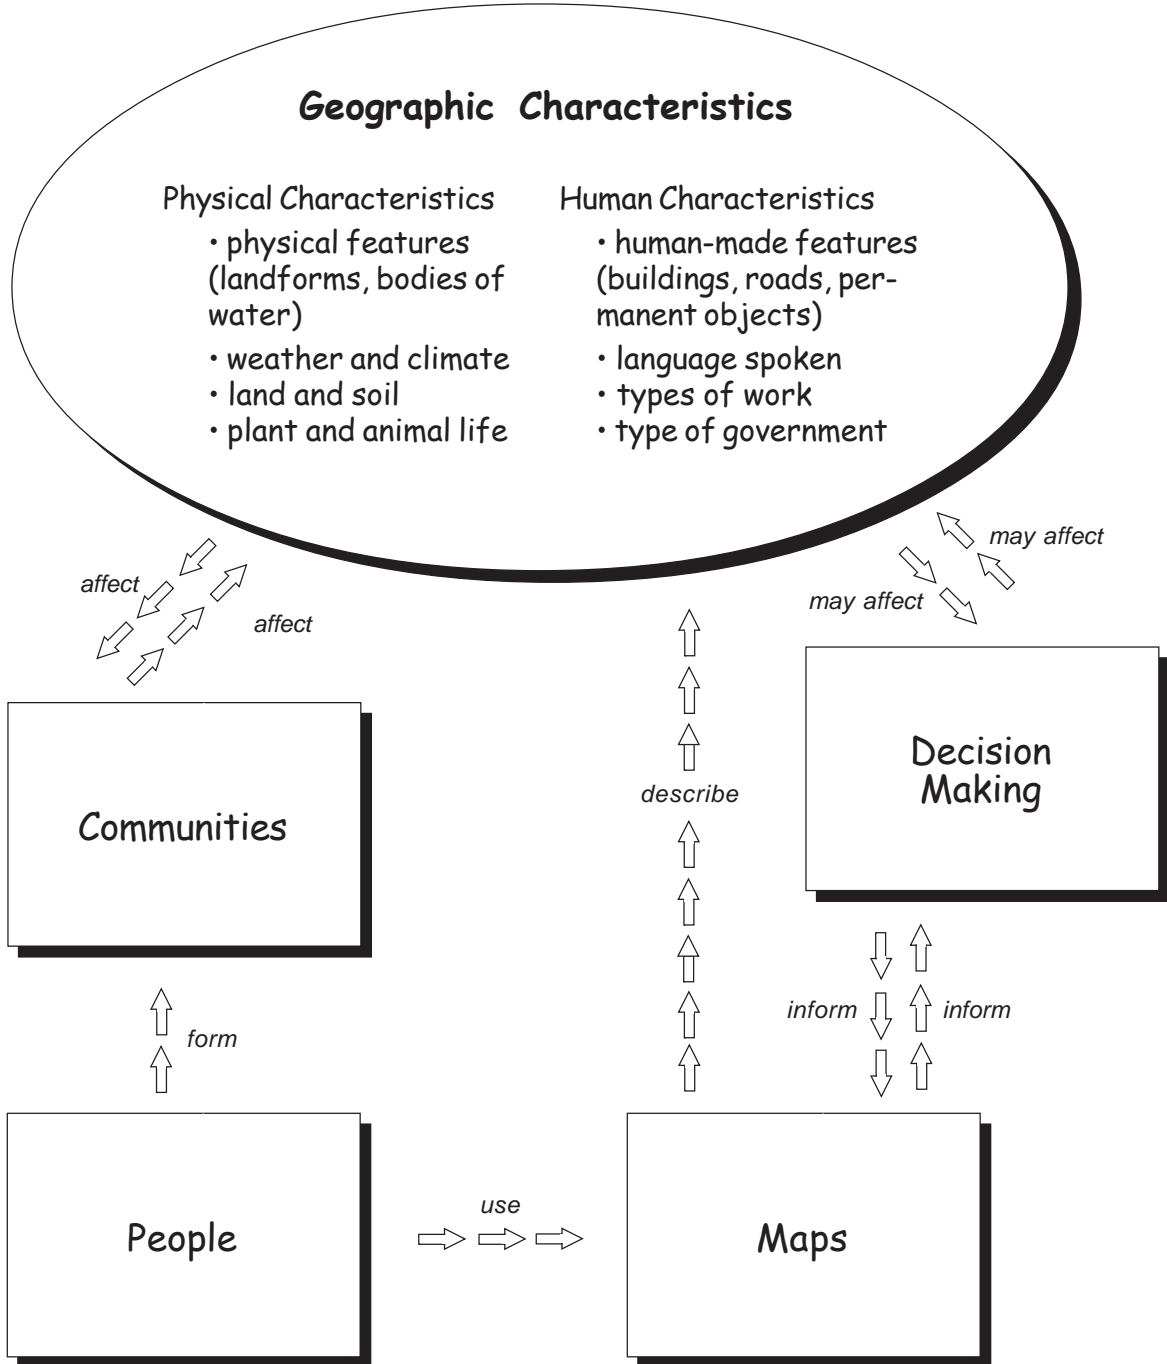 Geographic Characteristics
Physical Characteristics
• physical features
(landforms, bodies of
water)
• weather and climate
• land and soil
• plant and animal life
Human Characteristics
• human-made features
(buildings, roads, per-
manent objects)
• language spoken
• types of work
• type of government
affect
affect
may affect
may affect
describe
Communities
Decision
Making
form
inform
inform
People
use
Maps